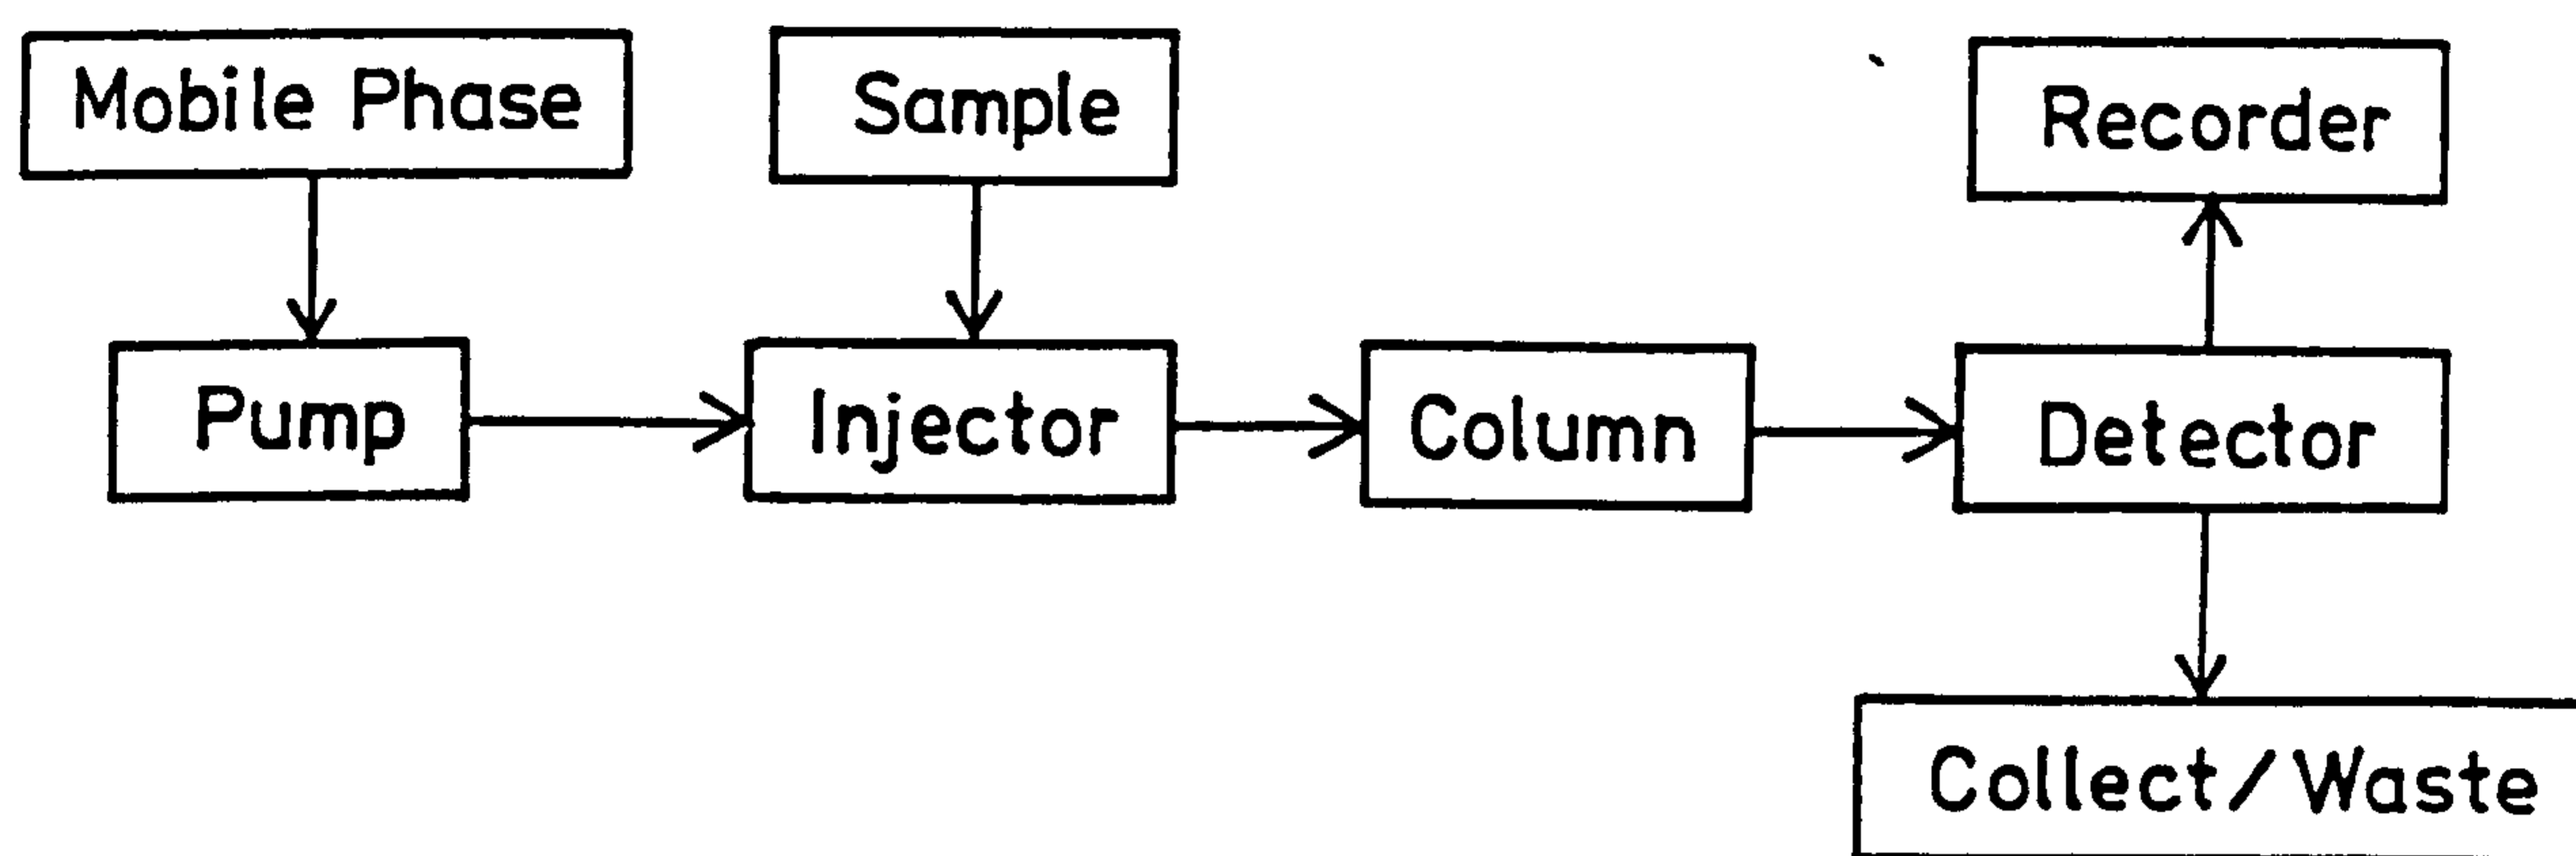 Mobile Phase
Sample
Recorder
Pump
Injector
Column
Detector
Collect/Waste